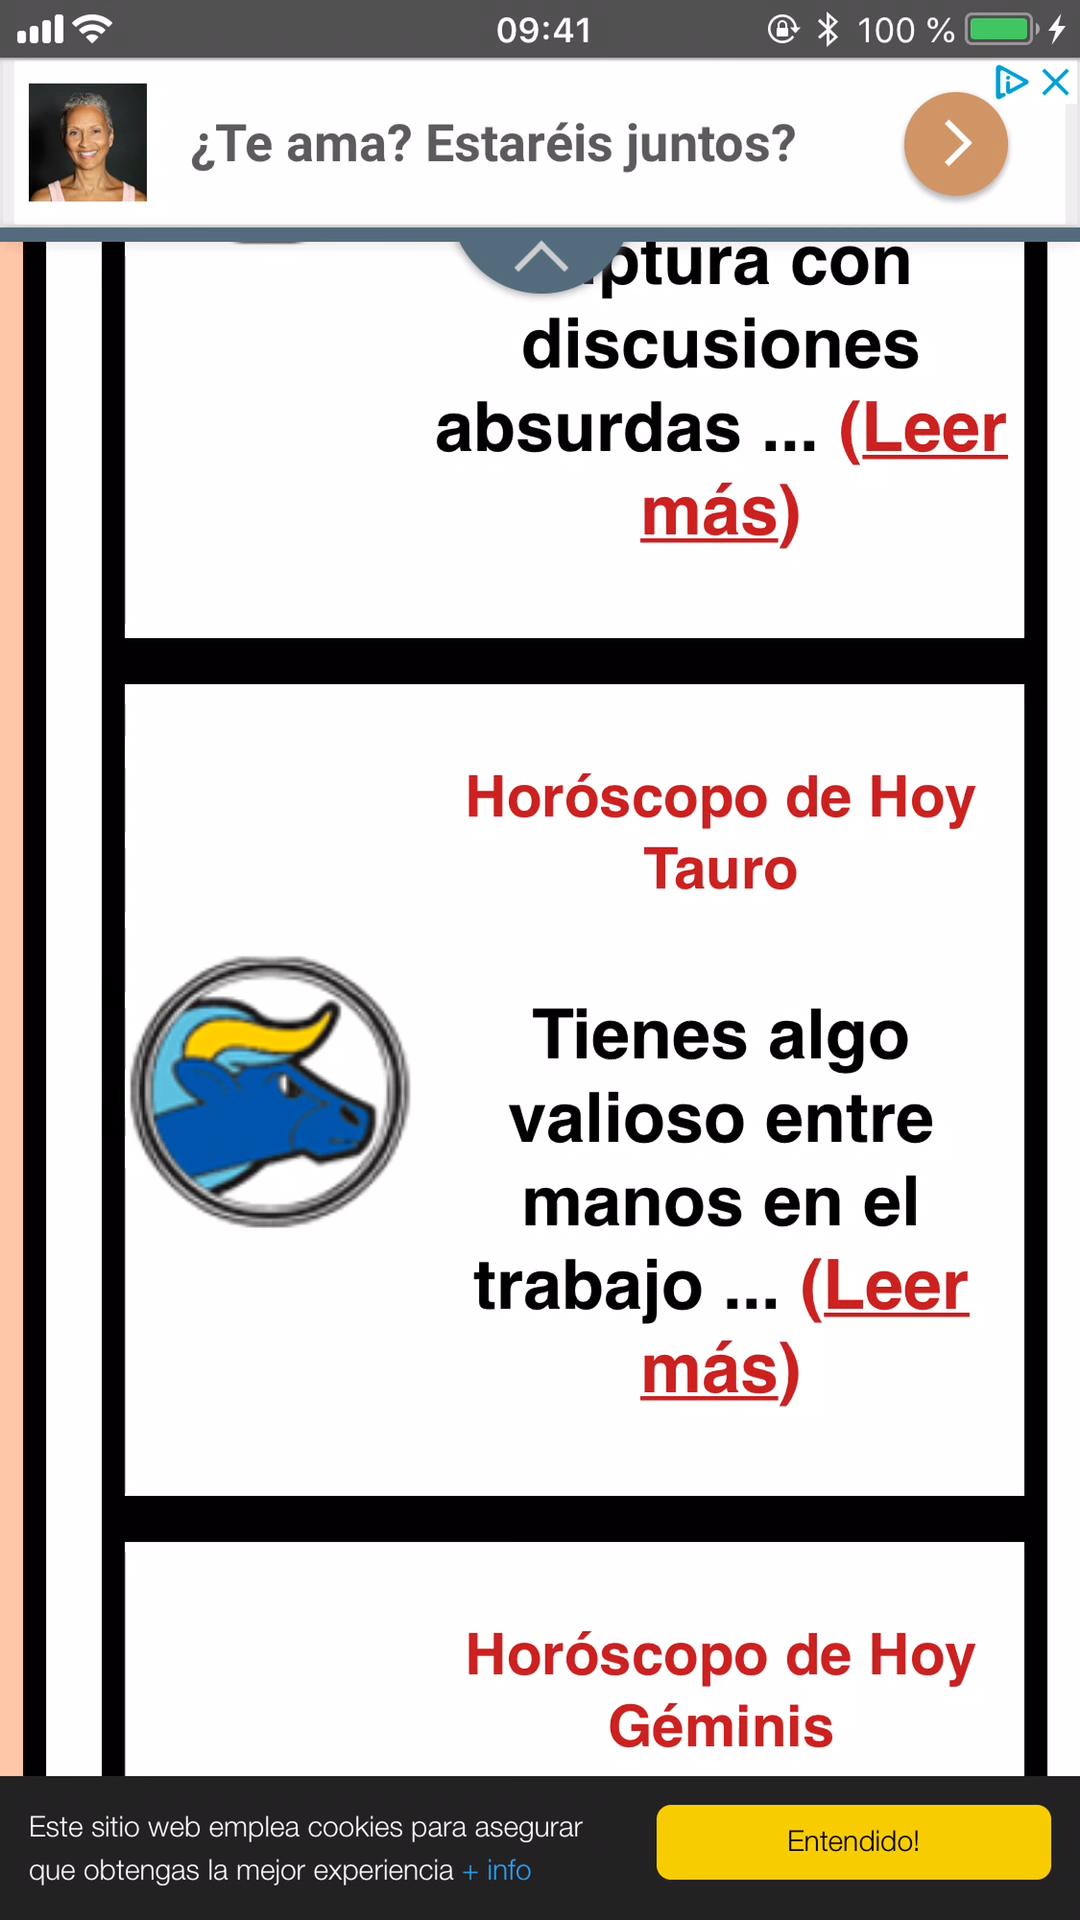 09:41
100 %
¿Te ama? Estaréis juntos?
con
discusiones
absurdas ... (Leer
más)
Horóscopo de Hoy
Tauro
Tienes algo
valioso entre
manos en el
trabajo ... (Leer
más)
Horóscopo de Hoy
Géminis
Este sitio web emplea cookies para asegurar
que obtengas la mejor experiencia + info
Entendido!